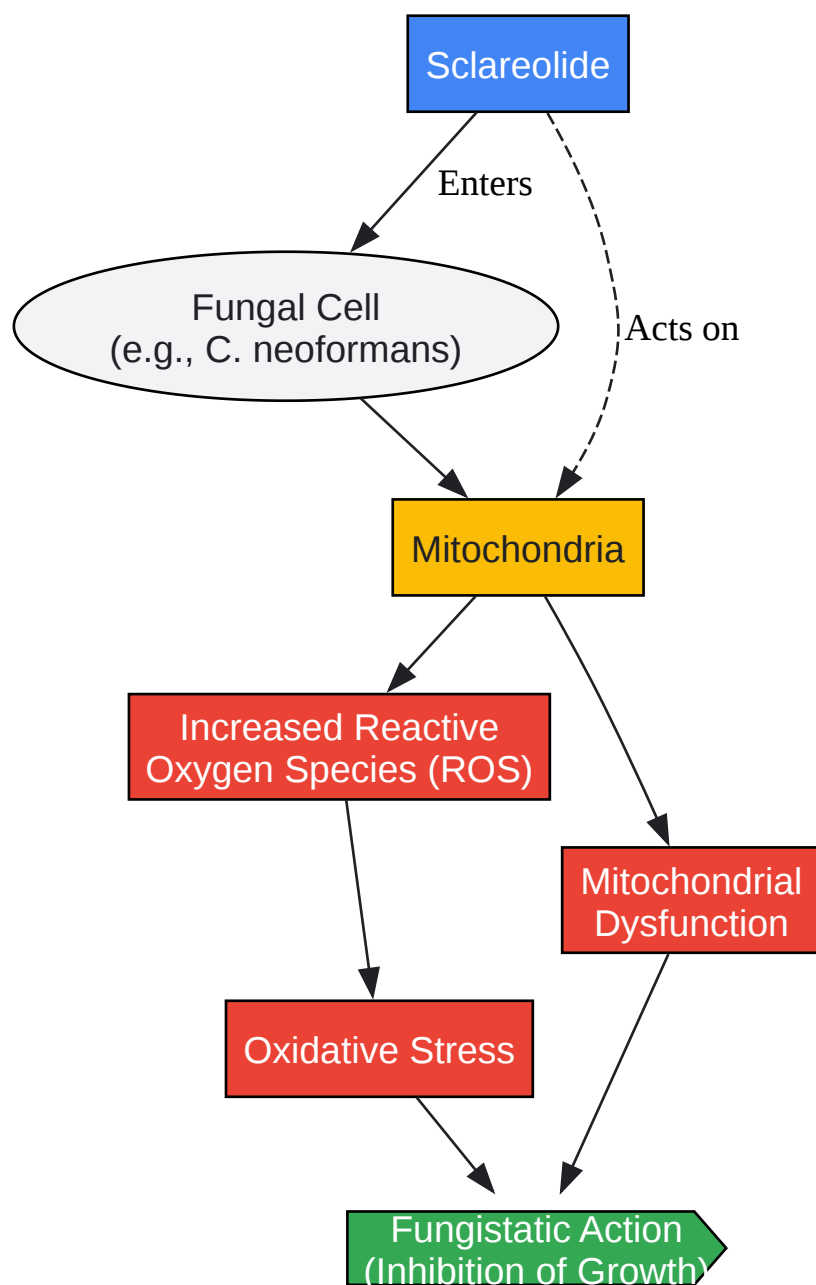 Sclareolide
Enters
Fungal Cell
(e.g., C. neoformans)
Acts on
Mitochondria
Increased Reactive
Oxygen Species (ROS)
Mitochondrial
Dysfunction
Oxidative Stress
Fungistatic Action
(Inhibition of Growth)